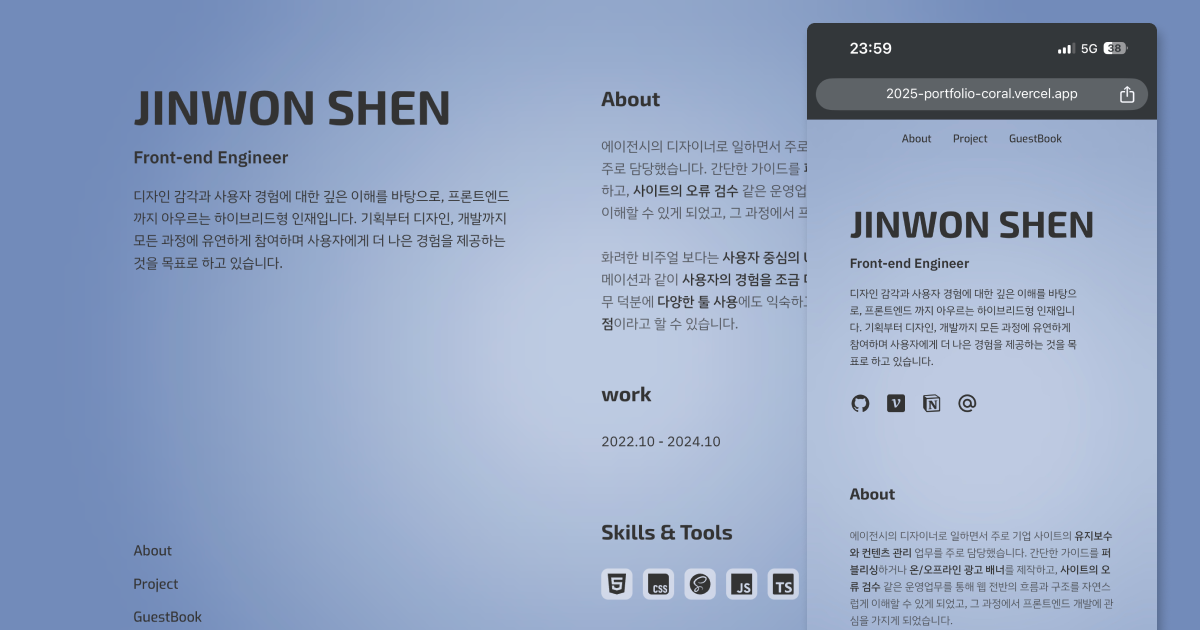 JINWON SHEN
Front-end Engineer
디자인 감각과 사용자 경험에 대한 깊은 이해를 바탕으로, 프론트엔드
까지 아우르는 하이브리드형 인재입니다. 기획부터 디자인, 개발까지
모든 과정에 유연하게 참여하며 사용자에게 더 나은 경험을 제공하는
것을 목표로 하고 있습니다.
About
Project
GuestBook
About
에이전시의 디자이너로 일하면서 주로
주로 담당했습니다. 간단한 가이드를
하고, 사이트의 오류 검수 같은 운영업
이해할 수 있게 되었고, 그 과정에서 프
화려한 비주얼 보다는 사용자 중심의
메이션과 같이 사용자의 경험을 조금
무 덕분에 다양한 툴 사용에도 익숙하
점이라고 할 수 있습니다.
work
2022.10 - 2024.10
Skills & Tools
5
CSS
JS
TS
23:59
5G
38
2025-portfolio-coral.vercel.app
About
Project
GuestBook
JINWON SHEN
Front-end Engineer
디자인 감각과 사용자 경험에 대한 깊은 이해를 바탕으
로, 프론트엔드 까지 아우르는 하이브리드형 인재입니
다. 기획부터 디자인, 개발까지 모든 과정에 유연하게
참여하며 사용자에게 더 나은 경험을 제공하는 것을 목
표로 하고 있습니다.
About
에이전시의 디자이너로 일하면서 주로 기업 사이트의 유지보수
와 컨텐츠 관리 업무를 주로 담당했습니다. 간단한 가이드를 퍼
블리싱하거나 온/오프라인 광고 배너를 제작하고, 사이트의 오
류 검수 같은 운영업무를 통해 웹 전반의 흐름과 구조를 자연스
럽게 이해할 수 있게 되었고, 그 과정에서 프론트엔드 개발에 관
심을 가지게 되었습니다.